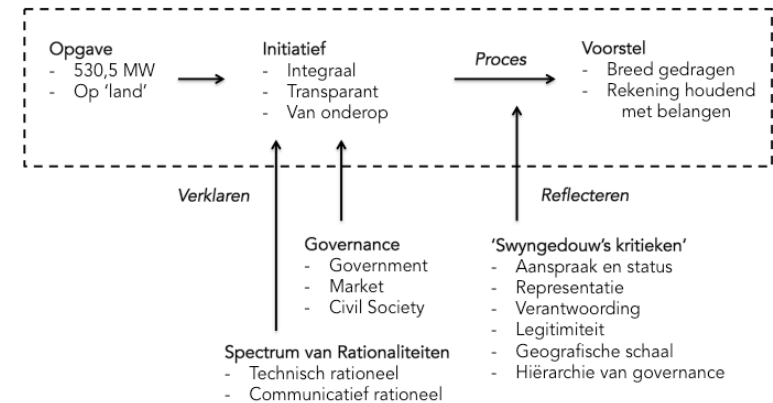 Opgave
- 530,5 MW
- Op ‘land’
Initiatief
- Integraal
- Transparant
- Van onderop
Proces
Voorstel
- Breed gedragen
- Rekening houdend
met belangen
Verklaren
Reflecteren
Governance
- Government
- Market
- Civil Society
‘Swyngedouw’s kritieken’
- Aanspraak en status
- Representatie
- Verantwoording
- Legitimiteit
- Geografische schaal
- Hiërarchie van governance
Spectrum van Rationaliteiten
- Technisch rationeel
- Communicatief rationeel